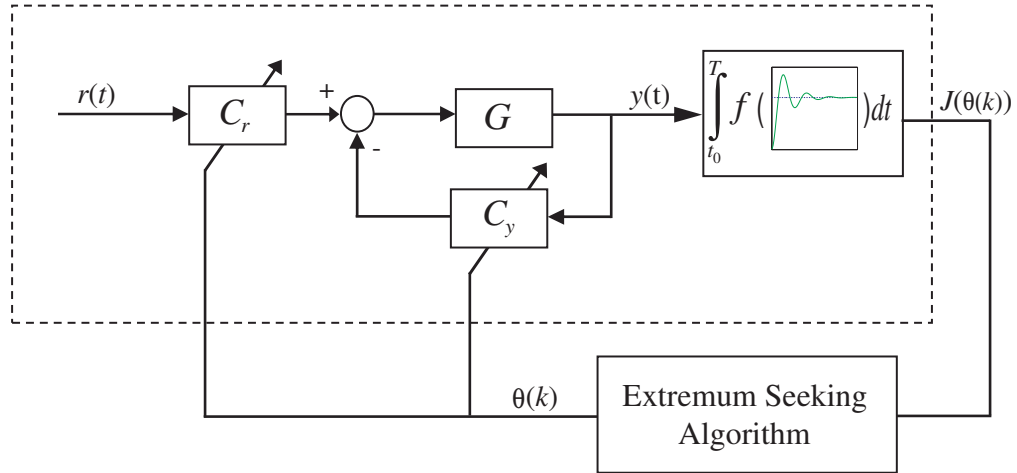 r(t)
C_r
+
-
G
y(t)
∫_{t_0}^{T} f ( ) dt
J(θ(k))
C_y
θ(k)
Extremum Seeking
Algorithm